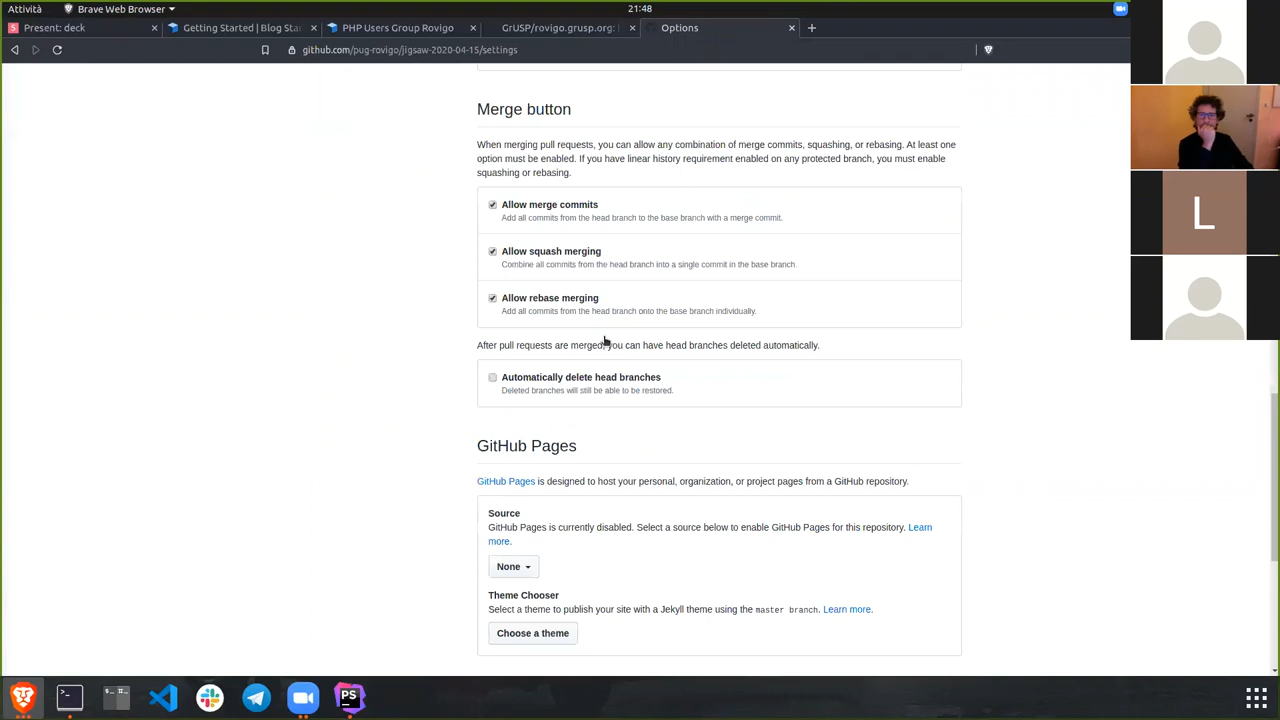 Attività
Brave Web Browser
21:48
Present: deck
Getting Started | Blog Star
PHP Users Group Rovigo
GrUSP/rovigo.grusp.org:
Options
github.com/pug-rovigo/jigsaw-2020-04-15/settings
Merge button
When merging pull requests, you can allow any combination of merge commits, squashing, or rebasing. At least one
option must be enabled. If you have linear history requirement enabled on any protected branch, you must enable
squashing or rebasing.
Allow merge commits
Add all commits from the head branch to the base branch with a merge commit.
Allow squash merging
Combine all commits from the head branch into a single commit in the base branch.
Allow rebase merging
Add all commits from the head branch onto the base branch individually.
After pull requests are merged, you can have head branches deleted automatically.
Automatically delete head branches
Deleted branches will still be able to be restored.
GitHub Pages
GitHub Pages is designed to host your personal, organization, or project pages from a GitHub repository.
Source
GitHub Pages is currently disabled. Select a source below to enable GitHub Pages for this repository. Learn
more.
None
Theme Chooser
Select a theme to publish your site with a Jekyll theme using the master branch. Learn more.
Choose a theme
L
PS